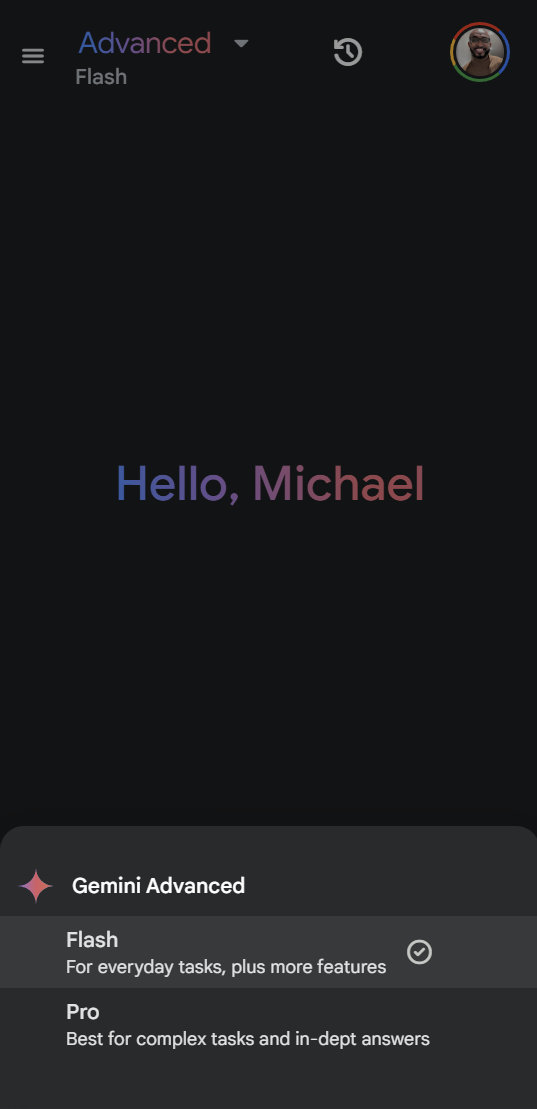 Advanced
Flash
Hello, Michael
Gemini Advanced
Flash
For everyday tasks, plus more features
Pro
Best for complex tasks and in-dept answers